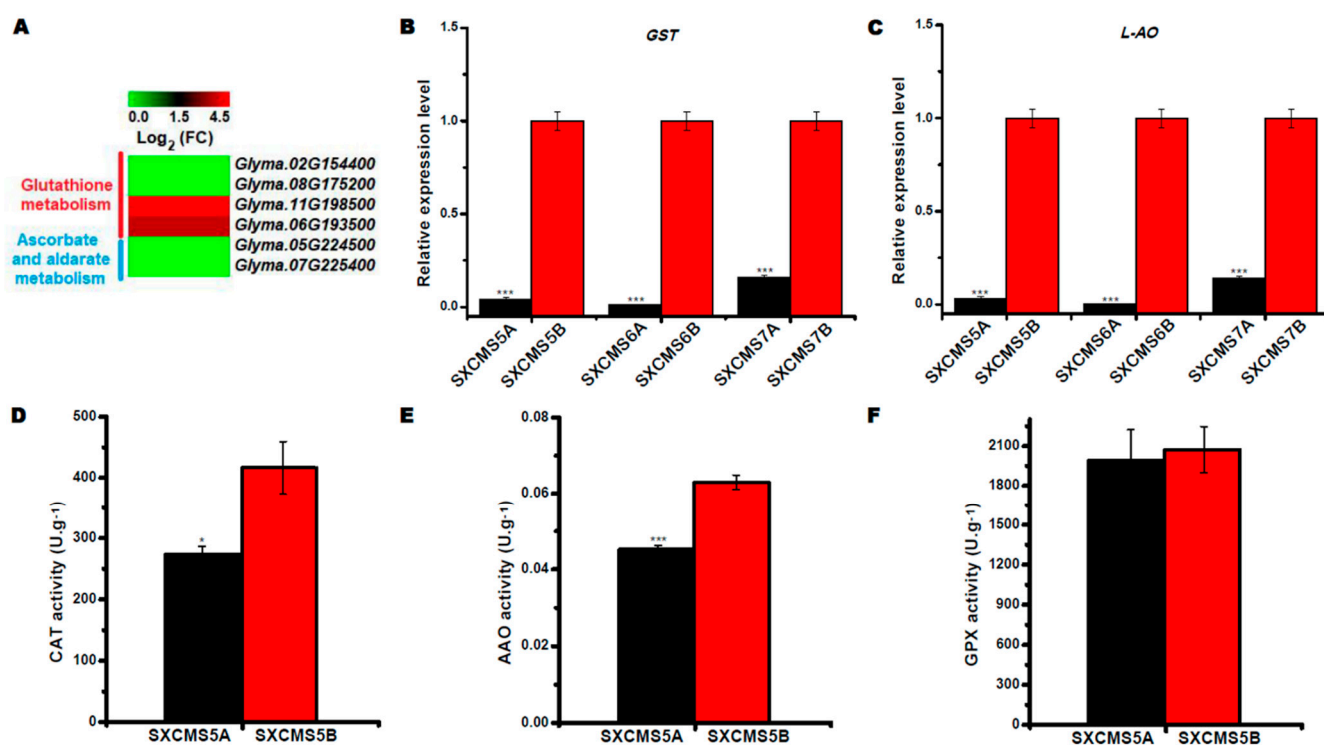 A
0.0 1.5 4.5
Log2 (FC)
Glutathione
metabolism
Ascorbate
and aldarate
metabolism
Glyma.02G154400
Glyma.08G175200
Glyma.11G198500
Glyma.06G193500
Glyma.05G224500
Glyma.07G225400
B
GST
Relative expression level
1.5
1.0
0.5
0.0
***
***
***
SXCMS5A
SXCMS5B
SXCMS6A
SXCMS6B
SXCMS7A
SXCMS7B
C
L-AO
Relative expression level
1.5
1.0
0.5
0.0
***
***
***
SXCMS5A
SXCMS5B
SXCMS6A
SXCMS6B
SXCMS7A
SXCMS7B
D
CAT activity (U.g-1)
500
400
300
200
100
0
*
SXCMS5A SXCMS5B
E
AAO activity (U.g-1)
0.08
0.06
0.04
0.02
0.00
***
SXCMS5A SXCMS5B
F
GPX activity (U.g-1)
2100
1800
1500
1200
900
600
300
0
SXCMS5A SXCMS5B